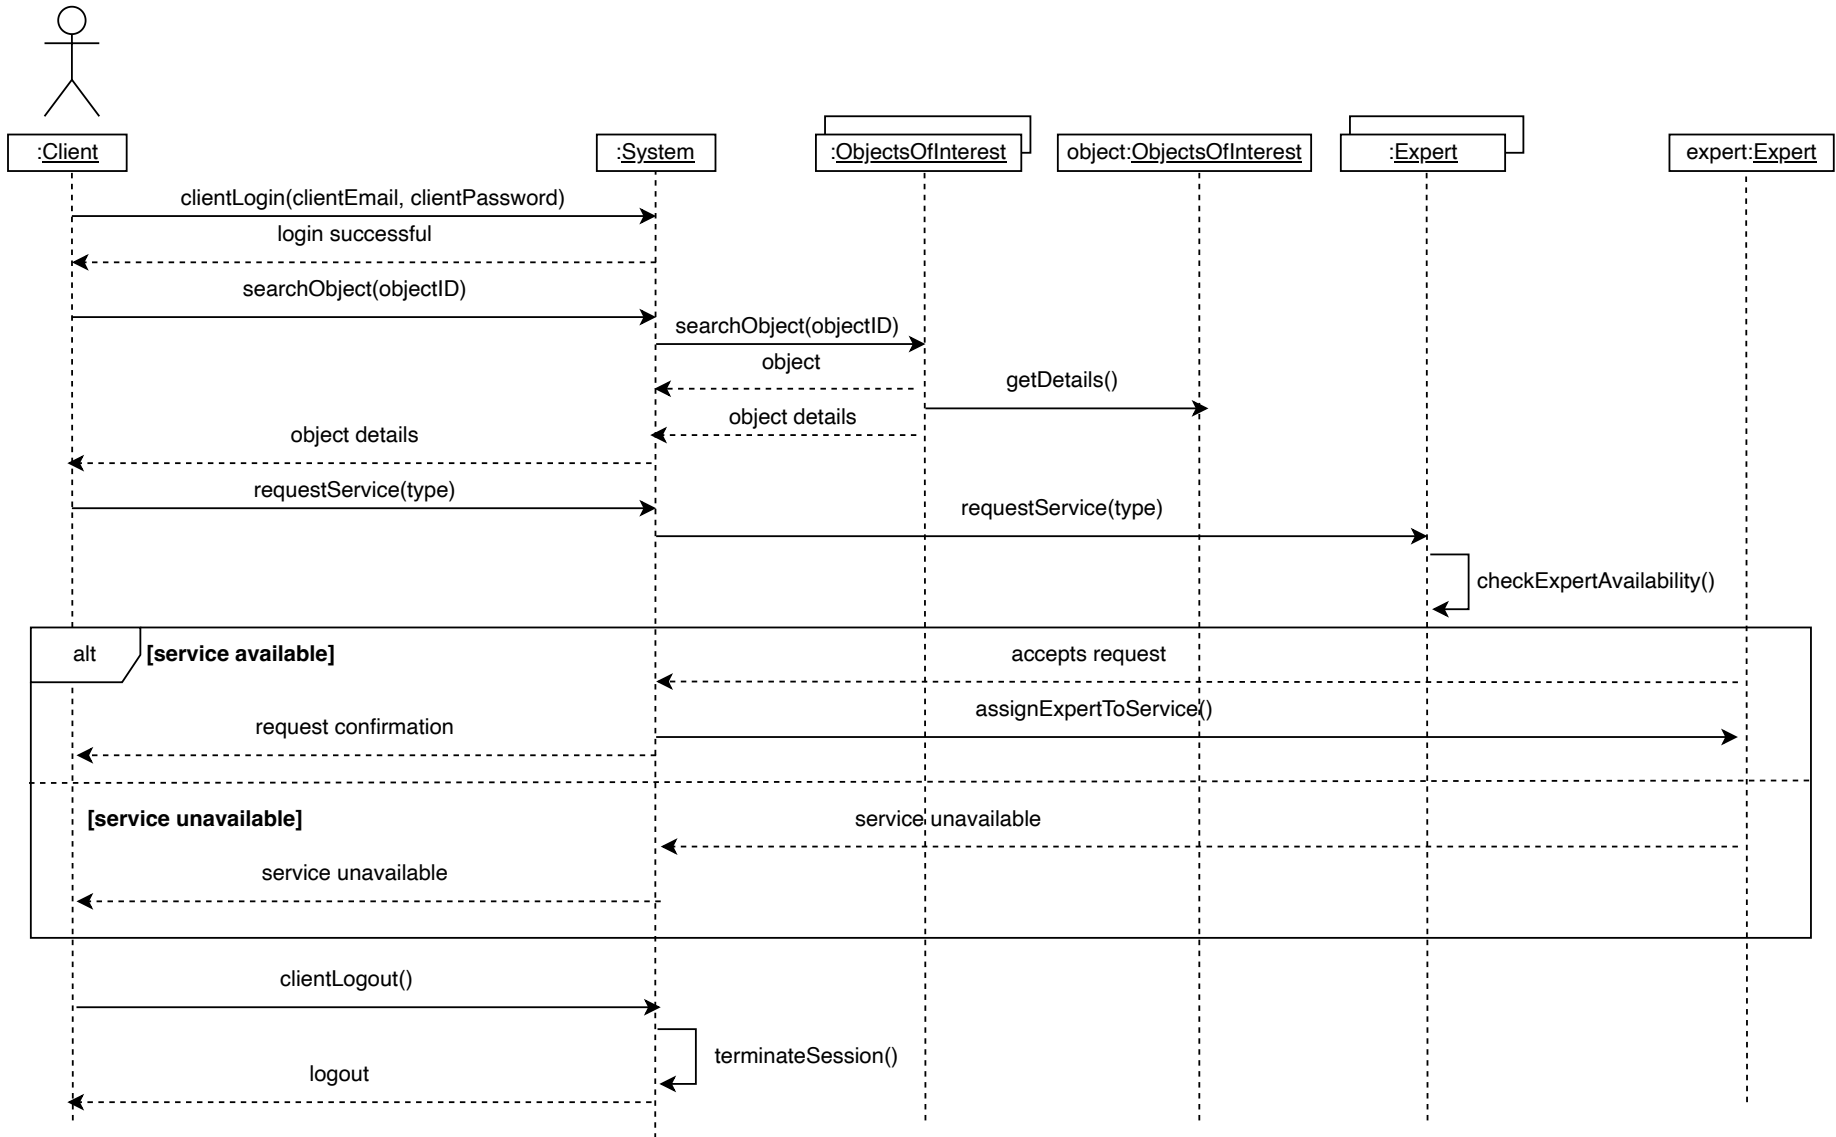 :Client
:System
:ObjectsOfInterest
object:ObjectsOfInterest
:Expert
expert:Expert
clientLogin(clientEmail, clientPassword)
login successful
searchObject(objectID)
searchObject(objectID)
object
getDetails()
object details
object details
requestService(type)
requestService(type)
checkExpertAvailability()
alt
[service available]
accepts request
assignExpertToService()
request confirmation
[service unavailable]
service unavailable
service unavailable
clientLogout()
terminateSession()
logout